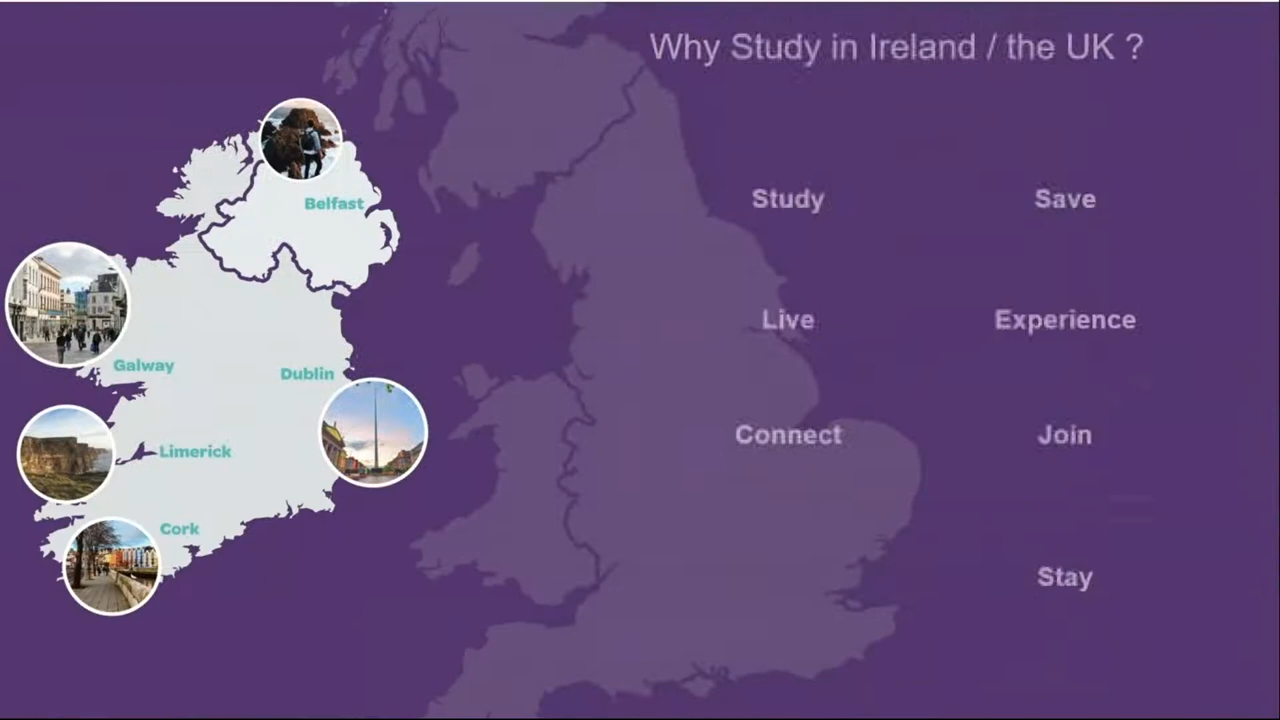 Why Study in Ireland / the UK ?
Belfast
Study
Save
Live
Experience
Galway
Dublin
Connect
Join
Limerick
Cork
Stay